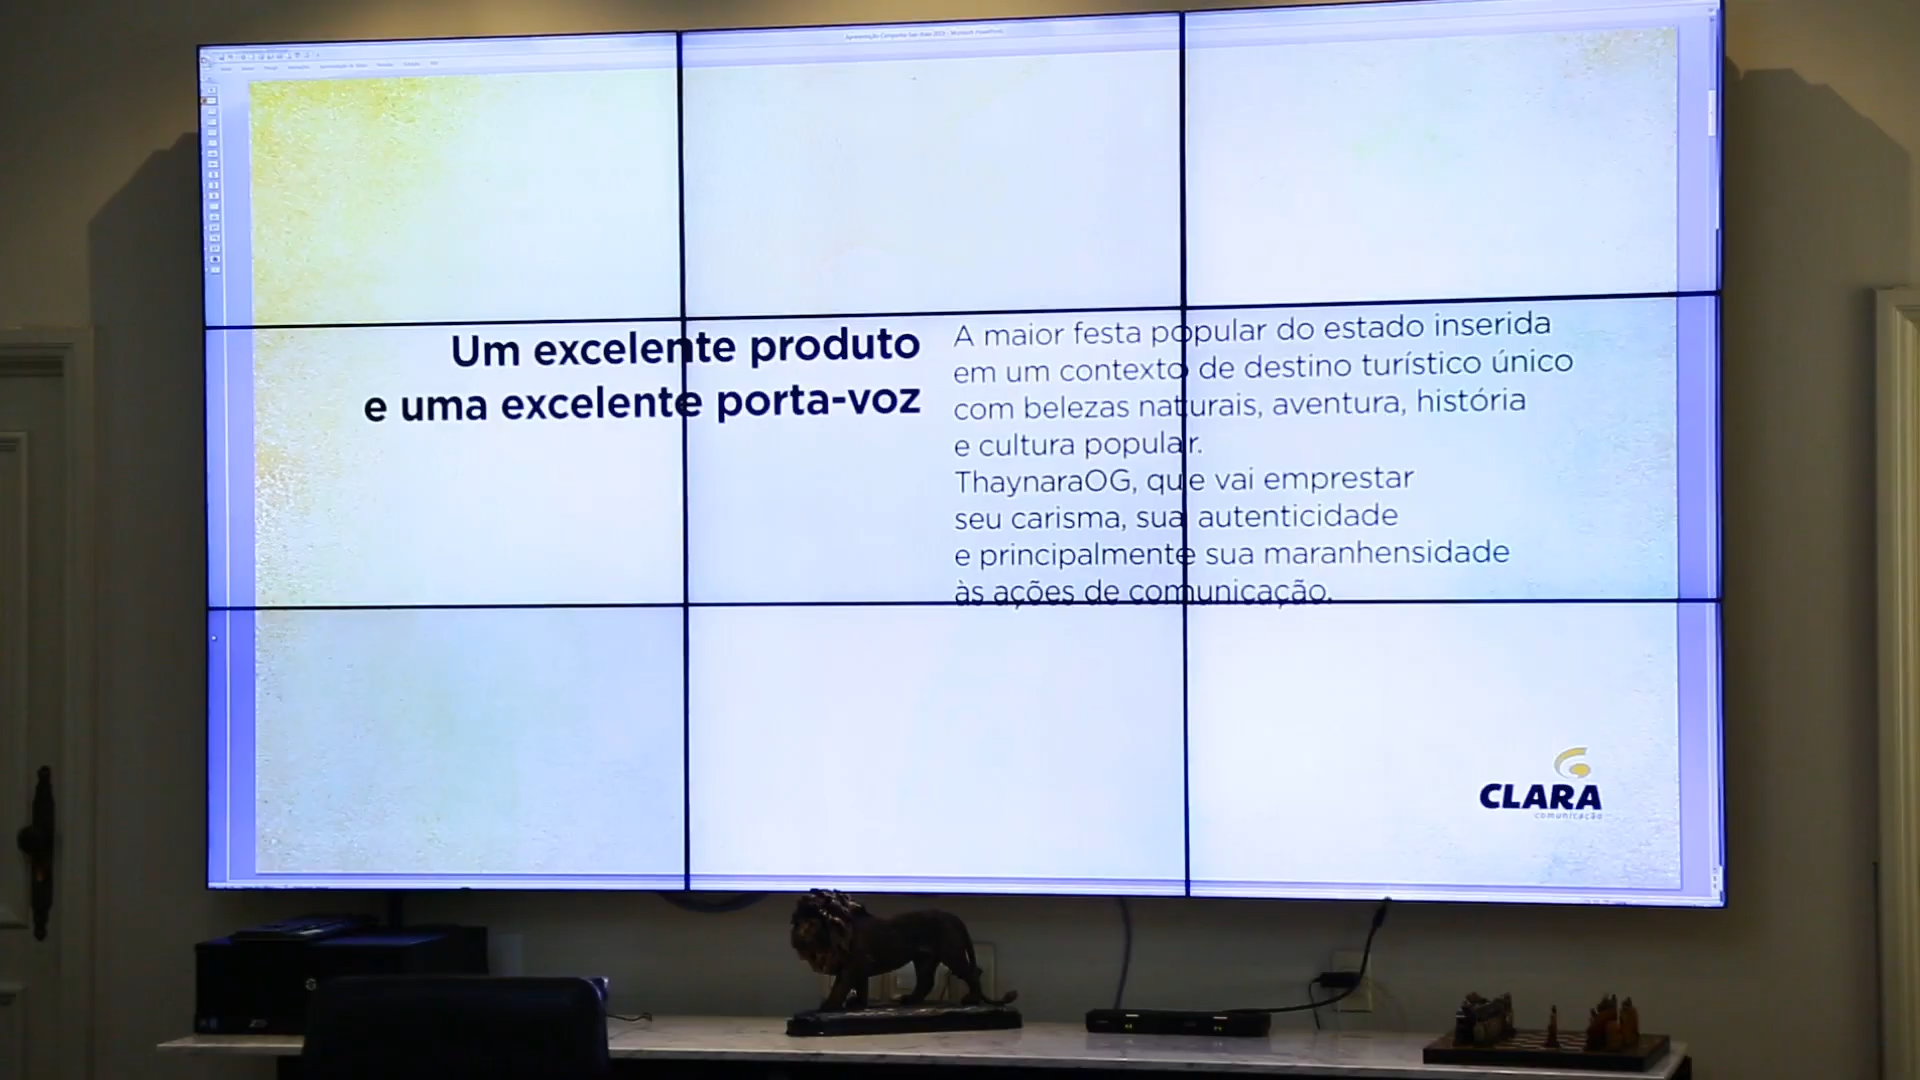 Um excelente produto
e uma excelente porta-voz
A maior festa popular do estado inserida
em um contexto de destino turístico único
com belezas naturais, aventura, história
e cultura popular.
ThaynaraOG, que vai emprestar
seu carisma, sua autenticidade
e principalmente sua maranhensidade
às ações de comunicação.
CLARA
comunicação